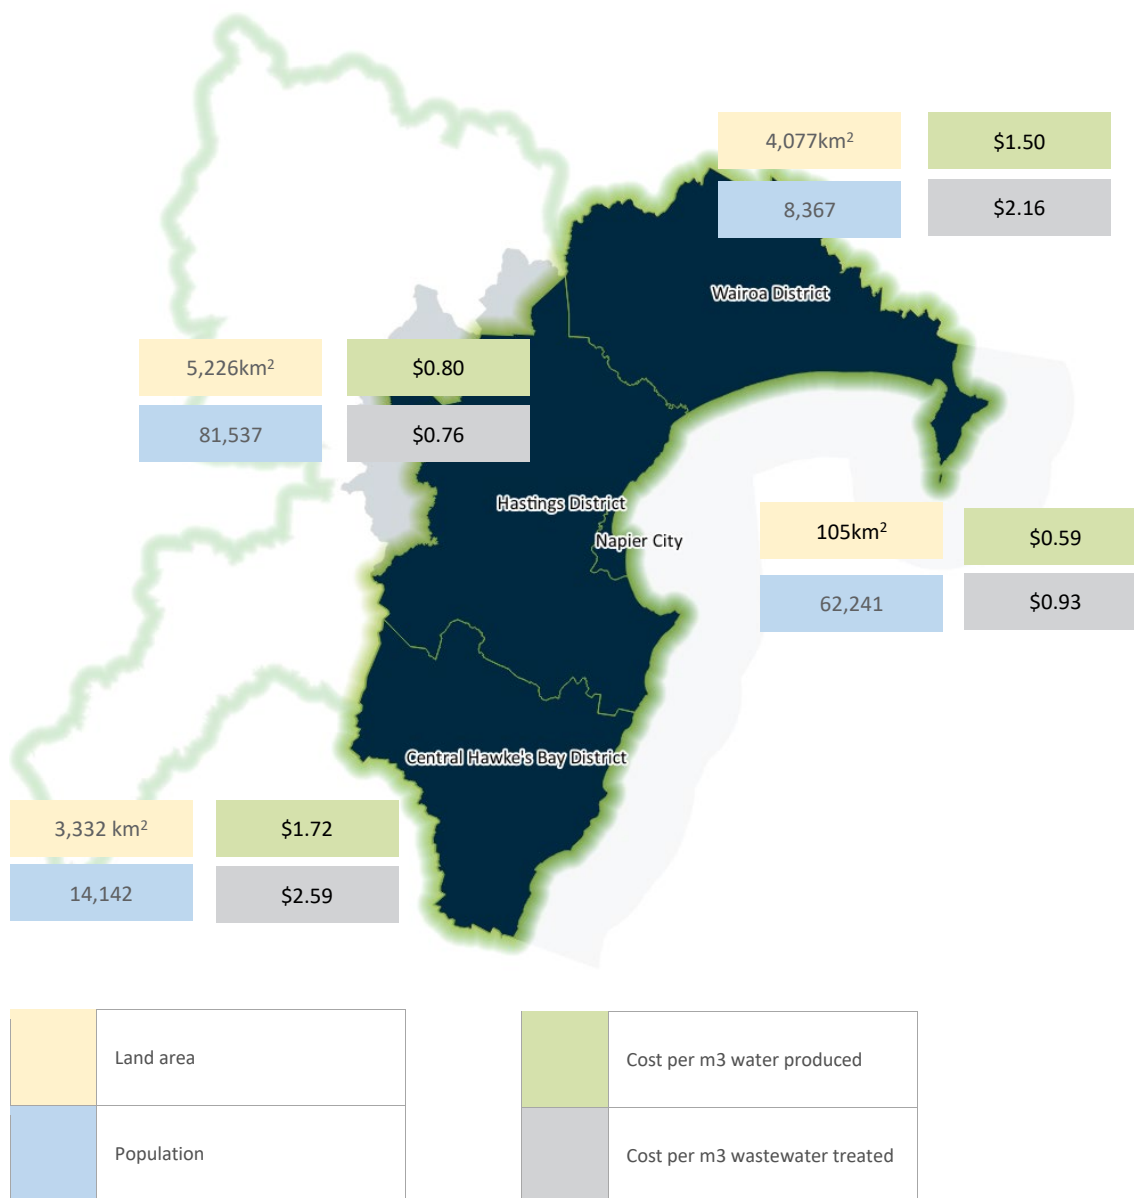 4,077km²
$1.50
8,367
$2.16
Wairoa District
5,226km²
$0.80
81,537
$0.76
Hastings District
Napier City
105km²
$0.59
62,241
$0.93
Central Hawke's Bay District
3,332 km²
$1.72
14,142
$2.59
Land area
Cost per m3 water produced
Population
Cost per m3 wastewater treated